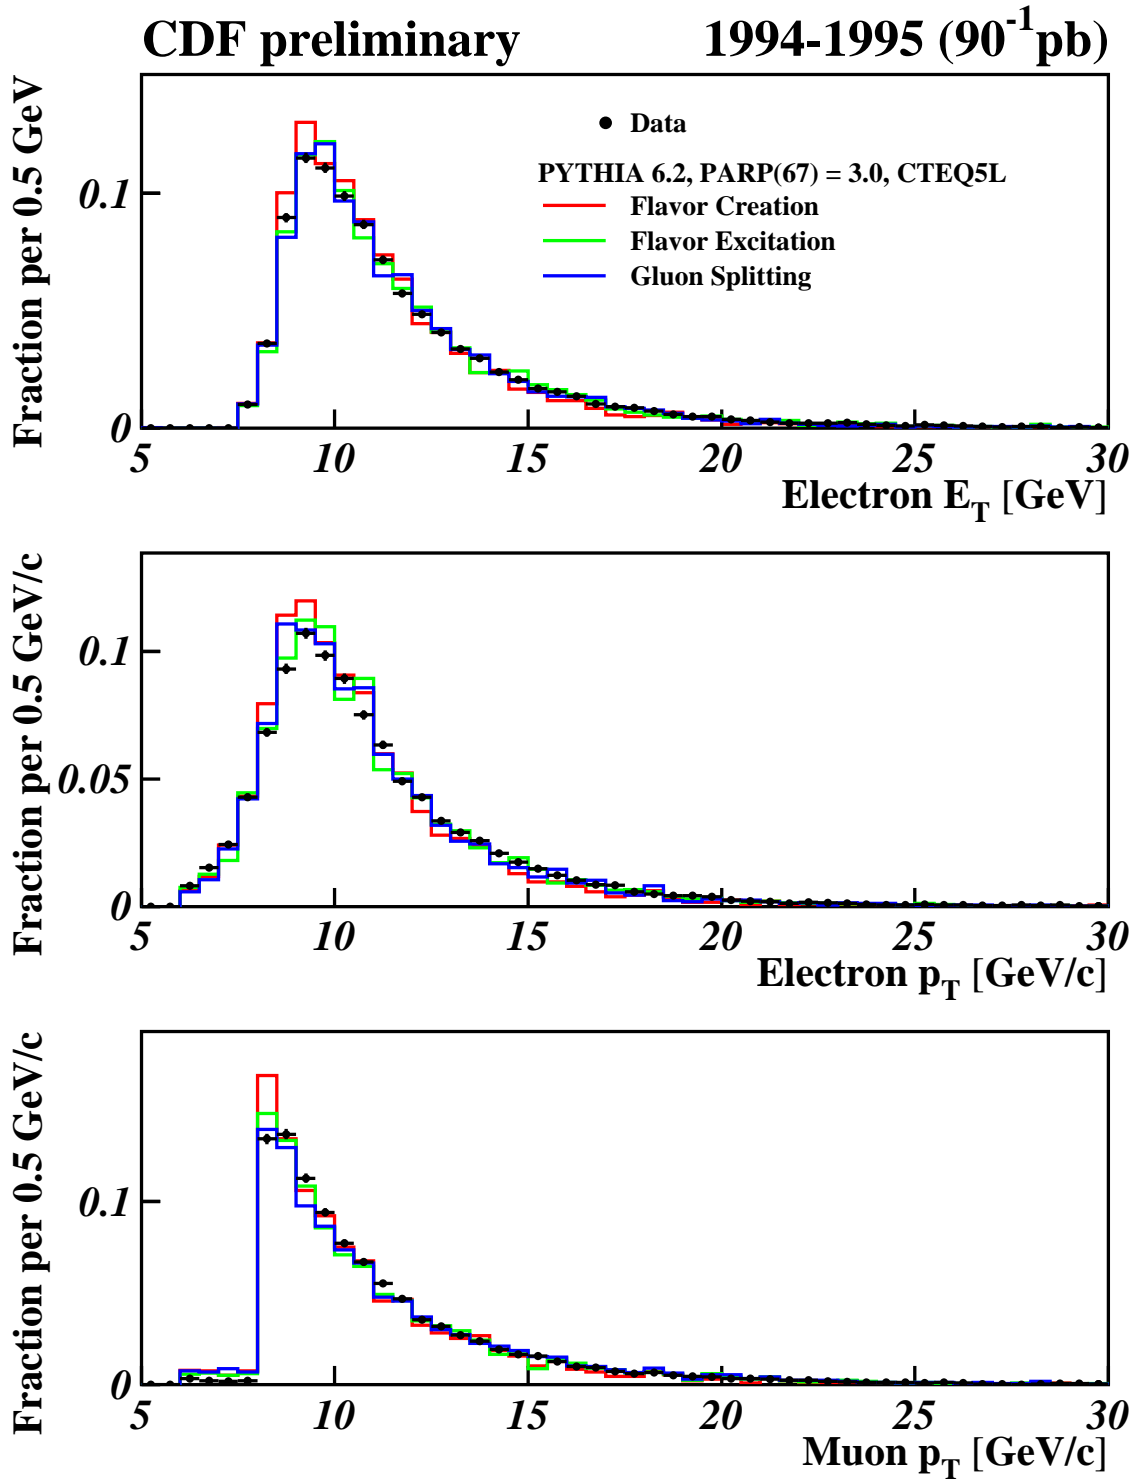 CDF preliminary 1994-1995 (90⁻¹pb)
Fraction per 0.5 GeV
0.1
0
Data
PYTHIA 6.2, PARP(67) = 3.0, CTEQ5L
Flavor Creation
Flavor Excitation
Gluon Splitting
5 10 15 20 25 30
Electron E_T [GeV]
Fraction per 0.5 GeV/c
0.1
0.05
0
5 10 15 20 25 30
Electron p_T [GeV/c]
Fraction per 0.5 GeV/c
0.1
0
5 10 15 20 25 30
Muon p_T [GeV/c]